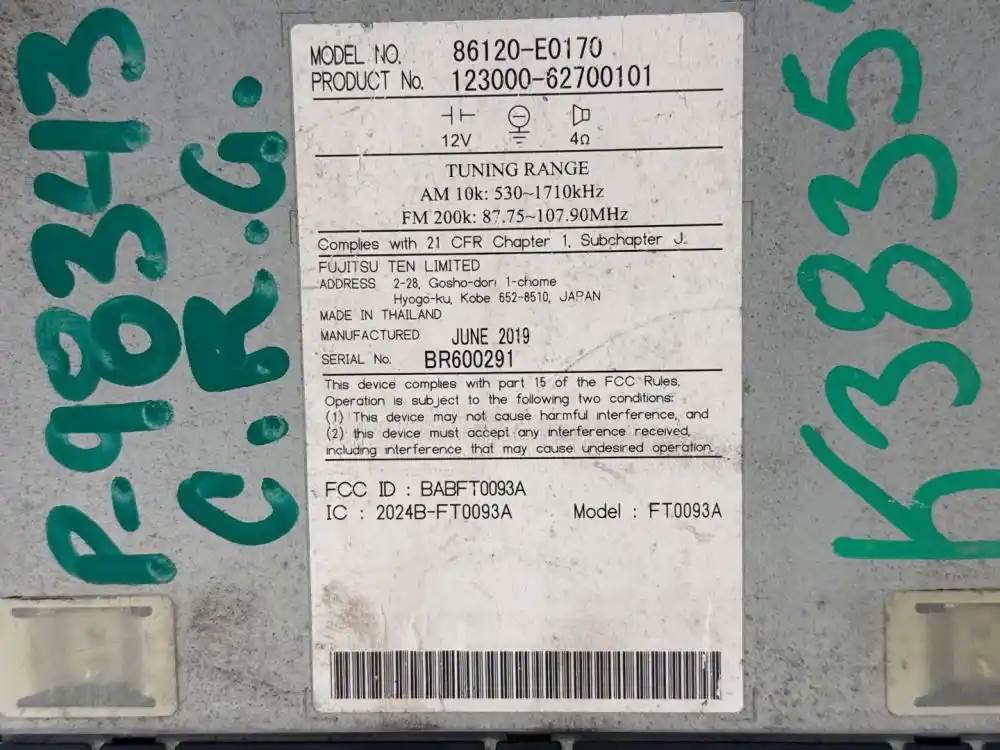 MODEL NO. 86120-E0170
PRODUCT No. 123000-62700101
12V 4Ω
TUNING RANGE
AM 10k: 530~1710kHz
FM 200k: 87.75~107.90MHz
Complies with 21 CFR Chapter 1, Subchapter J.
FUJITSU TEN LIMITED
ADDRESS 2-28, Gosho-dori 1-chome
Hyogo-ku, Kobe 652-8510, JAPAN
MADE IN THAILAND
MANUFACTURED JUNE 2019
SERIAL No. BR600291
This device complies with part 15 of the FCC Rules.
Operation is subject to the following two conditions:
(1) This device may not cause harmful interference, and
(2) this device must accept any interference received,
including interference that may cause undesired operation.
FCC ID : BABFT0093A
IC : 2024B-FT0093A Model : FT0093A
P-98343
C.R.G.